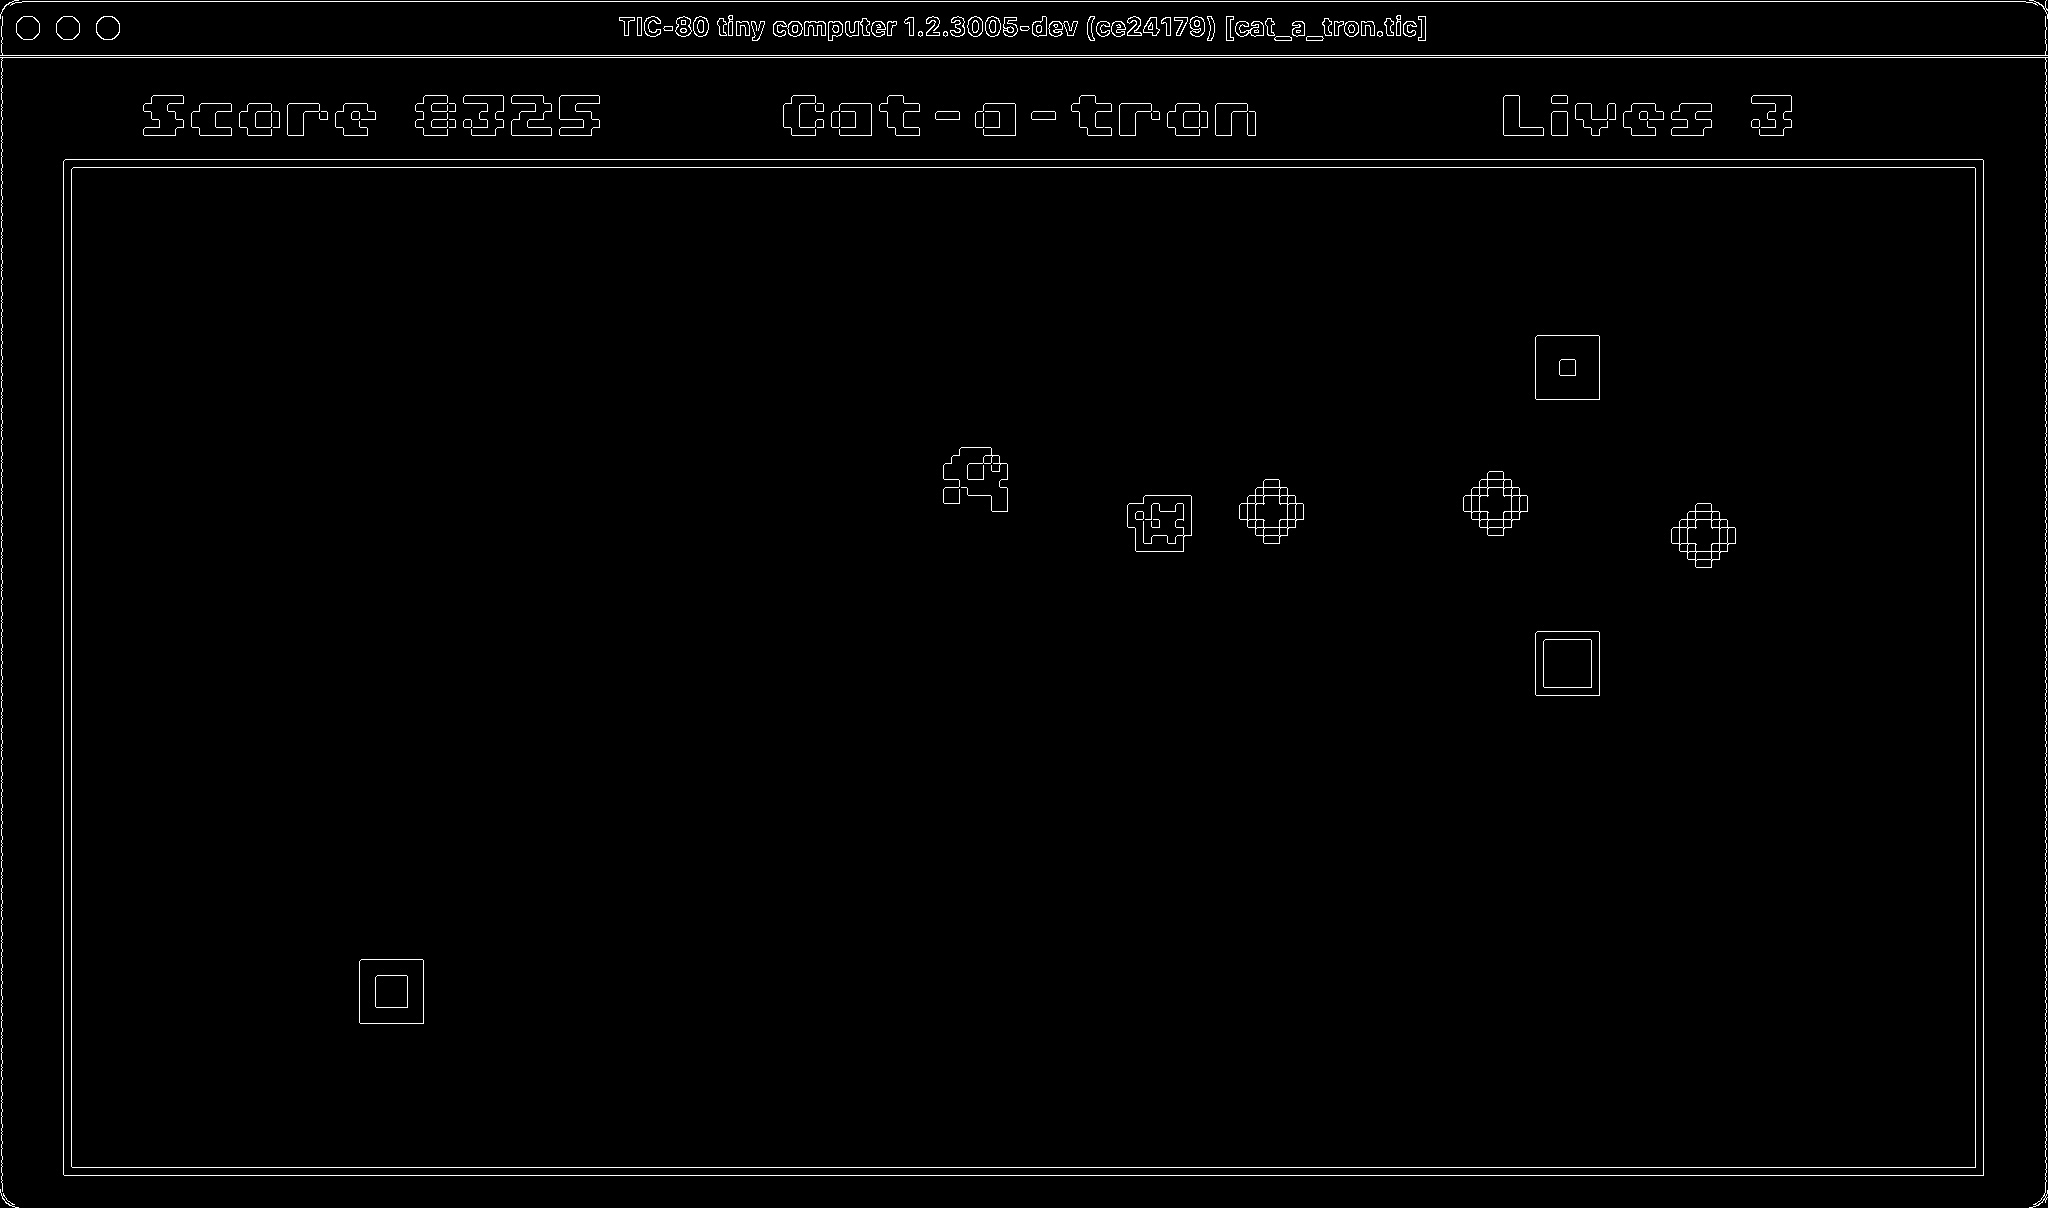 TIC-80 tiny computer 1.2.3005-dev (ce24179) [cat_a_tron.tic]
Score 8325 Cat-a-tron Lives 3